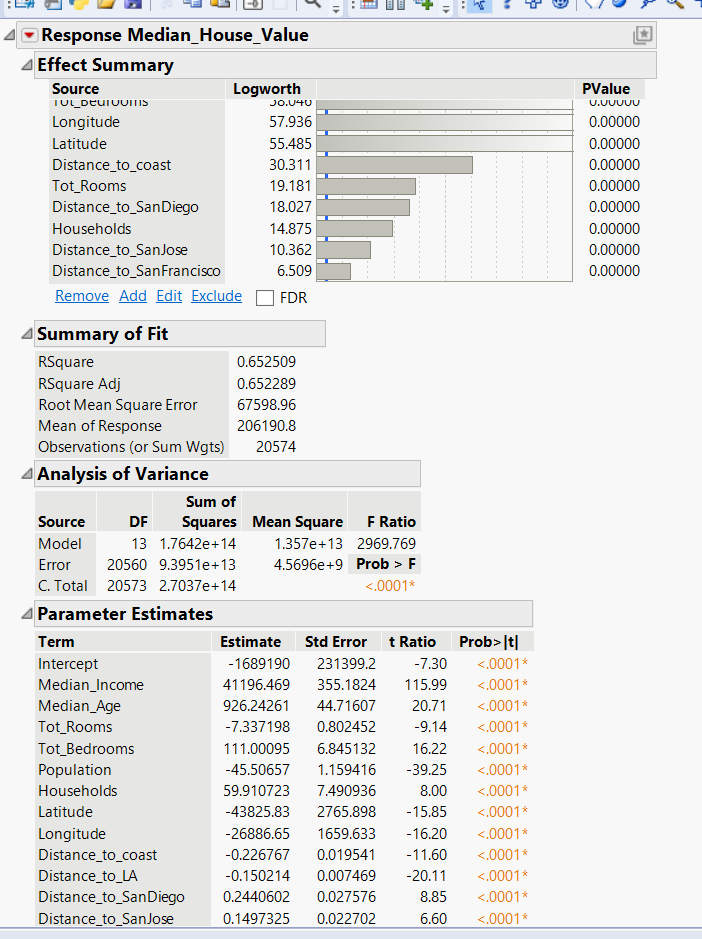 Response Median_House_Value
Effect Summary
Source Logworth PValue
Tot_Bedrooms 58.046 0.00000
Longitude 57.936 0.00000
Latitude 55.485 0.00000
Distance_to_coast 30.311 0.00000
Tot_Rooms 19.181 0.00000
Distance_to_SanDiego 18.027 0.00000
Households 14.875 0.00000
Distance_to_SanJose 10.362 0.00000
Distance_to_SanFrancisco 6.509 0.00000
Remove Add Edit Exclude FDR
Summary of Fit
RSquare 0.652509
RSquare Adj 0.652289
Root Mean Square Error 67598.96
Mean of Response 206190.8
Observations (or Sum Wgts) 20574
Analysis of Variance
Sum of
Source DF Squares Mean Square F Ratio
Model 13 1.7642e+14 1.357e+13 2969.769
Error 20560 9.3951e+13 4.5696e+9 Prob > F
C. Total 20573 2.7037e+14 <.0001*
Parameter Estimates
Term Estimate Std Error t Ratio Prob>|t|
Intercept -1689190 231399.2 -7.30 <.0001*
Median_Income 41196.469 355.1824 115.99 <.0001*
Median_Age 926.24261 44.71607 20.71 <.0001*
Tot_Rooms -7.337198 0.802452 -9.14 <.0001*
Tot_Bedrooms 111.00095 6.845132 16.22 <.0001*
Population -45.50657 1.159416 -39.25 <.0001*
Households 59.910723 7.490936 8.00 <.0001*
Latitude -43825.83 2765.898 -15.85 <.0001*
Longitude -26886.65 1659.633 -16.20 <.0001*
Distance_to_coast -0.226767 0.019541 -11.60 <.0001*
Distance_to_LA -0.150214 0.007469 -20.11 <.0001*
Distance_to_SanDiego 0.2440602 0.027576 8.85 <.0001*
Distance_to_SanJose 0.1497325 0.022702 6.60 <.0001*